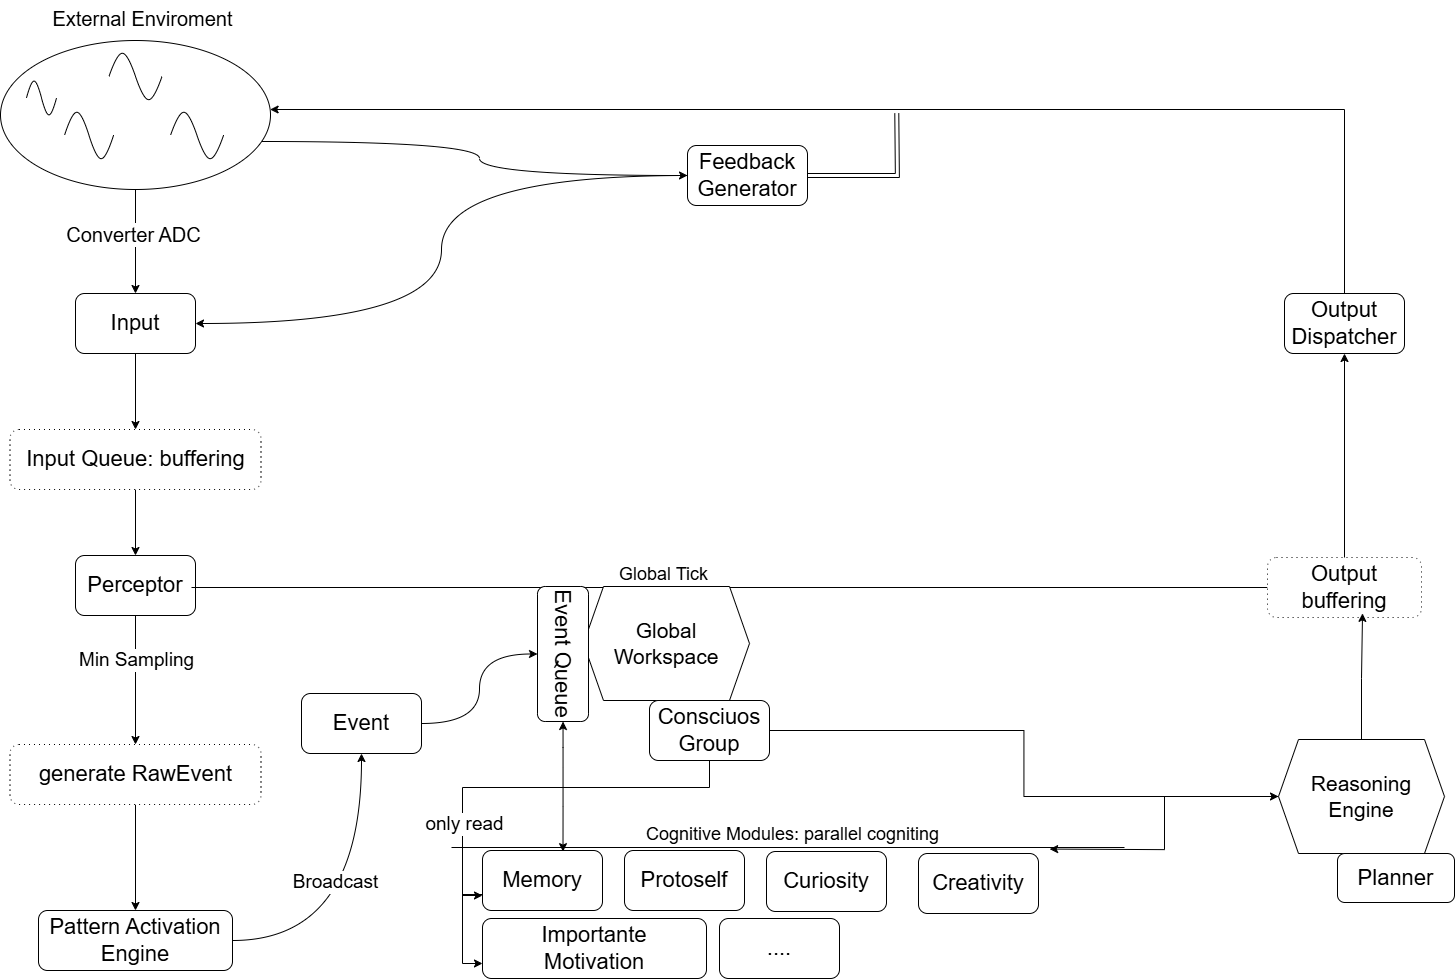 External Enviroment
Feedback
Generator
Converter ADC
Input
Output
Dispatcher
Input Queue: buffering
Perceptor
Global Tick
Output
buffering
Event Queue
Global
Workspace
Min Sampling
Event
Consciuos
Group
generate RawEvent
Reasoning
Engine
only read
Cognitive Modules: parallel cogniting
Broadcast
Memory
Protoself
Curiosity
Creativity
Planner
Pattern Activation
Engine
Importante
Motivation
....